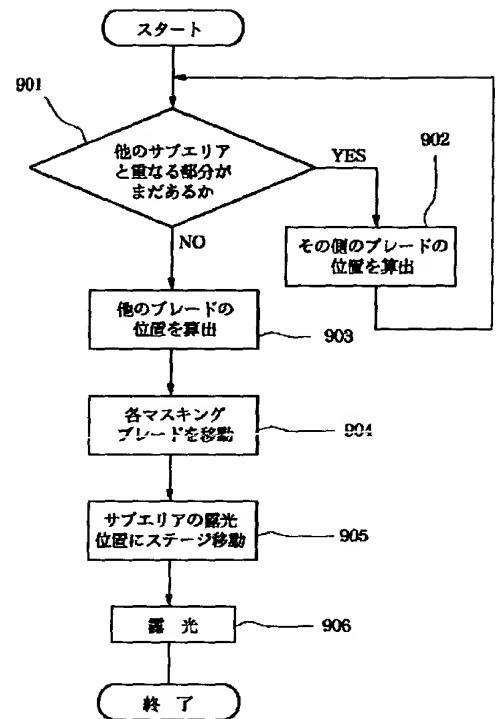 スタート
901
他のサブエリア
と重なる部分が
まだあるか
YES
902
その側のブレードの
位置を算出
NO
他のブレードの
位置を算出
903
各マスキング
ブレードを移動
904
サブエリアの露光
位置にステージ移動
905
露 光
906
終 了